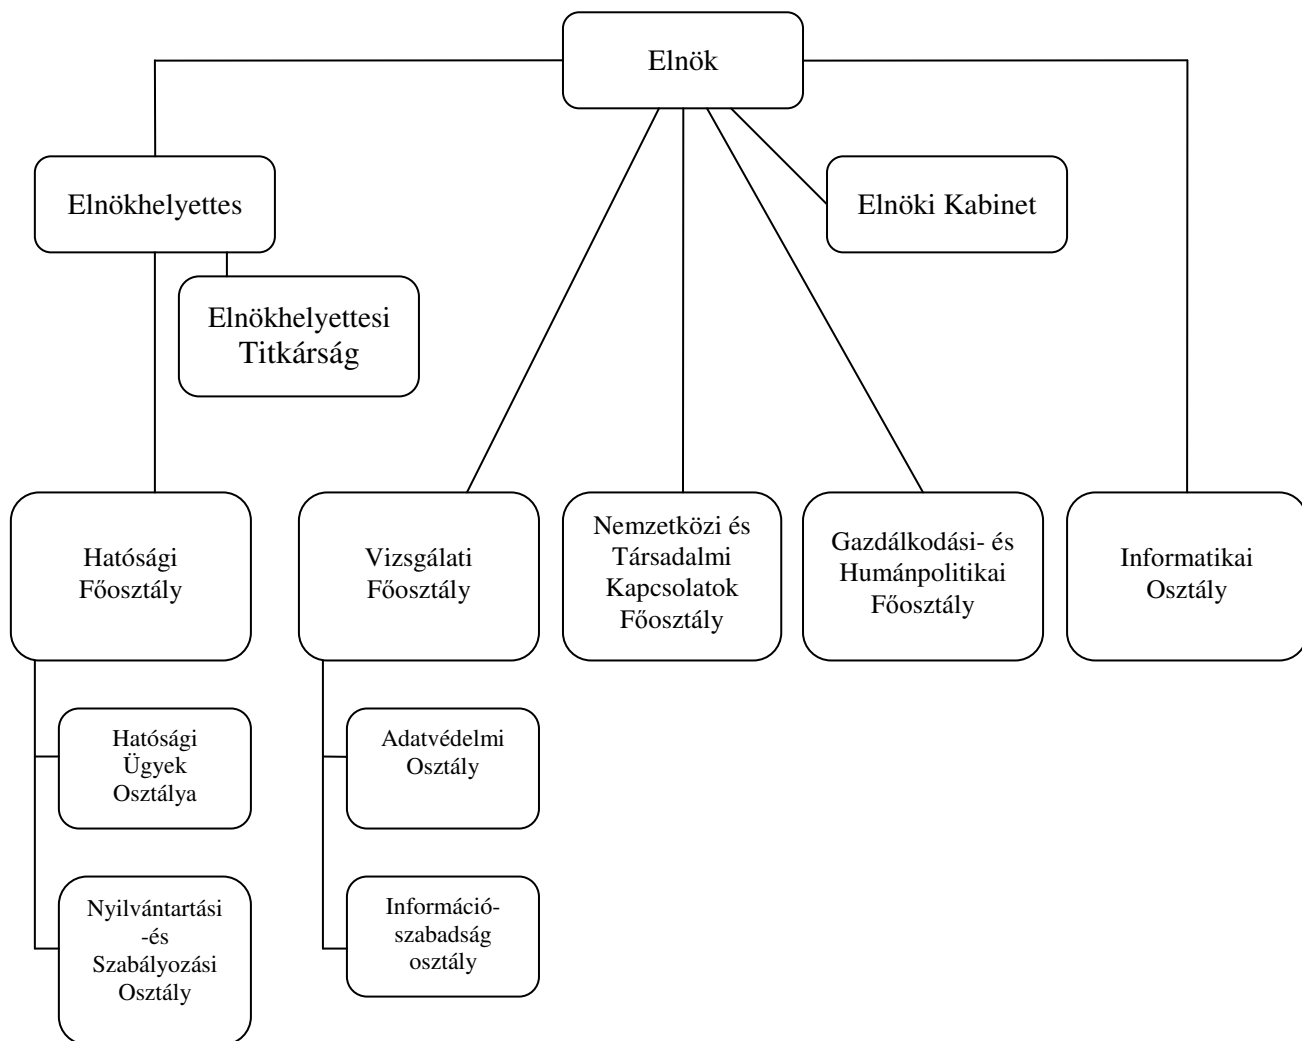 Elnök
Elnökhelyettes
Elnöki Kabinet
Elnökhelyettesi
Titkárság
Hatósági
Főosztály
Vizsgálati
Főosztály
Nemzetközi és
Társadalmi
Kapcsolatok
Főosztály
Gazdálkodási- és
Humánpolitikai
Főosztály
Informatikai
Osztály
Hatósági
Ügyek
Osztálya
Adatvédelmi
Osztály
Nyilvántartási
-és
Szabályozási
Osztály
Információ-
szabadság
osztály